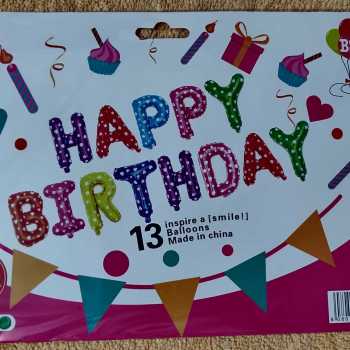 HAPPY
BIRTHDAY
13 inspire a [smile!]
Balloons
Made in china
B